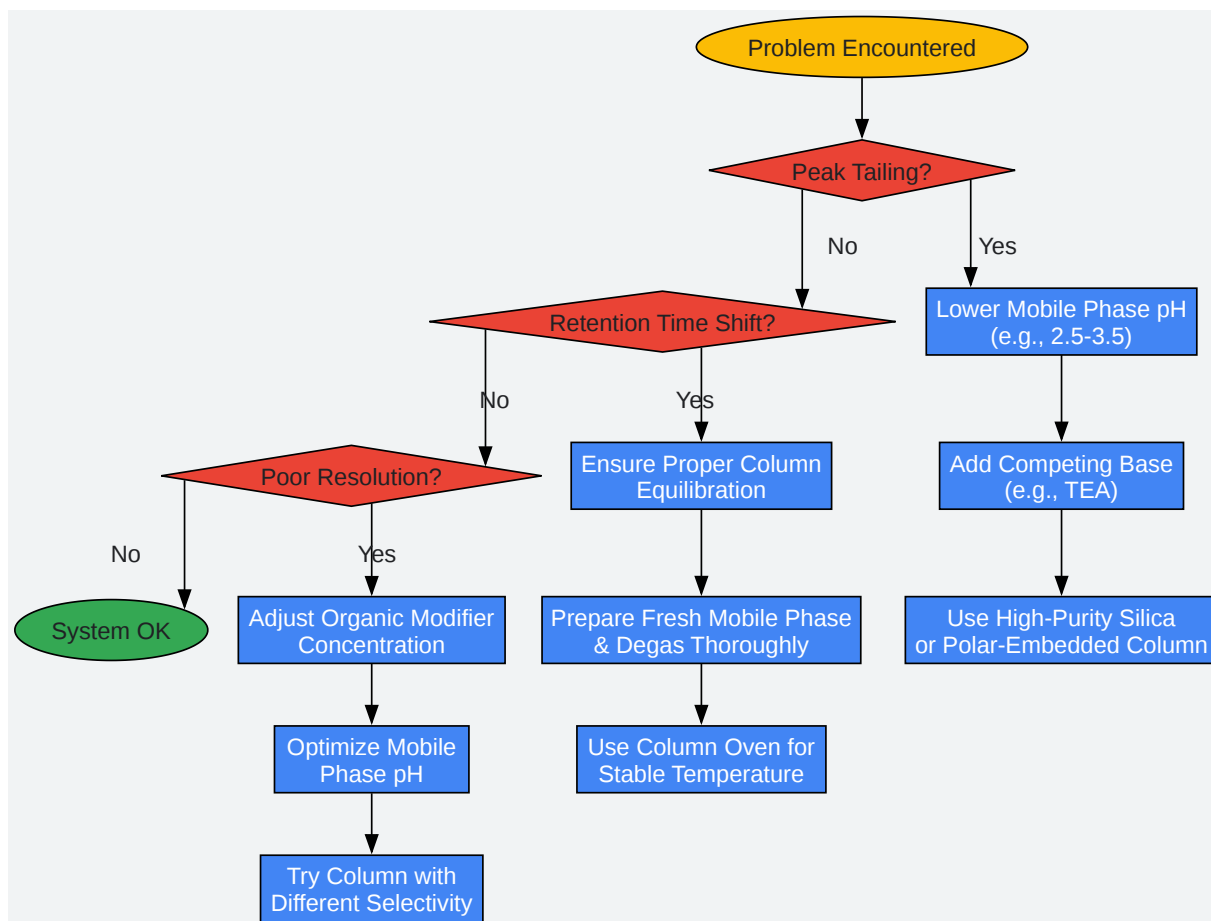 Problem Encountered
Peak Tailing?
No
Yes
Retention Time Shift?
Lower Mobile Phase pH
(e.g., 2.5-3.5)
No
Yes
Poor Resolution?
Ensure Proper Column
Equilibration
Add Competing Base
(e.g., TEA)
No
Yes
System OK
Adjust Organic Modifier
Concentration
Prepare Fresh Mobile Phase
& Degas Thoroughly
Use High-Purity Silica
or Polar-Embedded Column
Optimize Mobile
Phase pH
Use Column Oven for
Stable Temperature
Try Column with
Different Selectivity